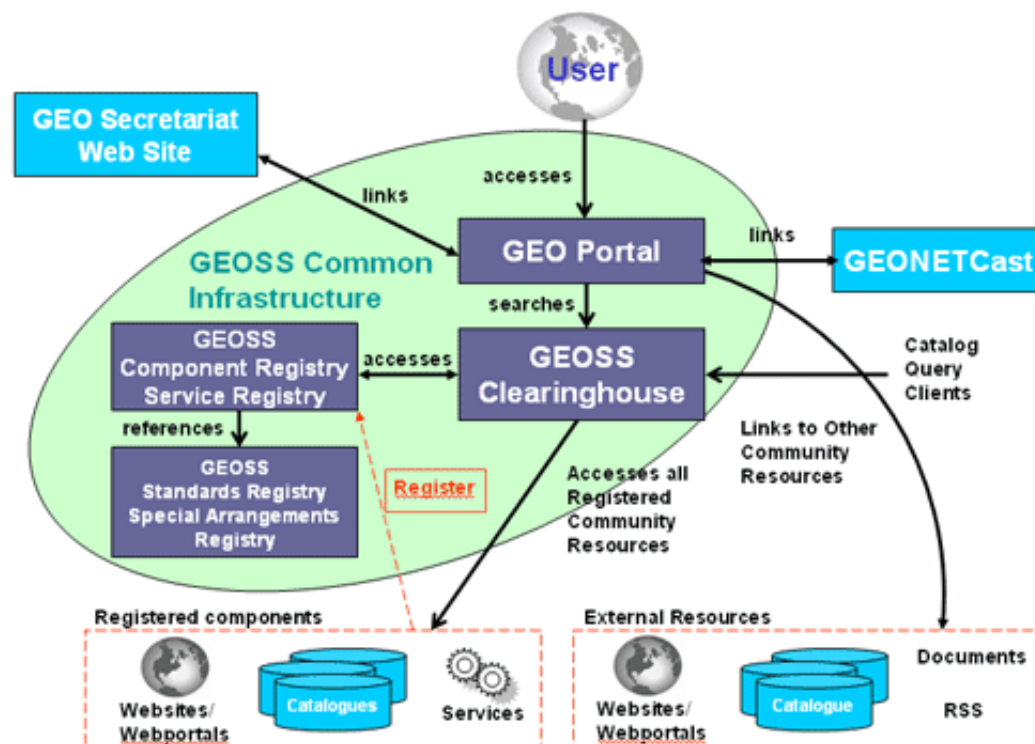 User
GEO Secretariat
Web Site
accesses
links
GEO Portal
links
GEONETCast
GEOSS Common
Infrastructure
searches
GEOSS
Component Registry
Service Registry
accesses
GEOSS
Clearinghouse
Catalog
Query
Clients
references
GEOSS
Standards Registry
Special Arrangements
Registry
Register
Accesses all
Registered
Community
Resources
Links to Other
Community
Resources
Registered components
Websites/
Webportals
Catalogues
Services
External Resources
Websites/
Webportals
Catalogue
Documents
RSS